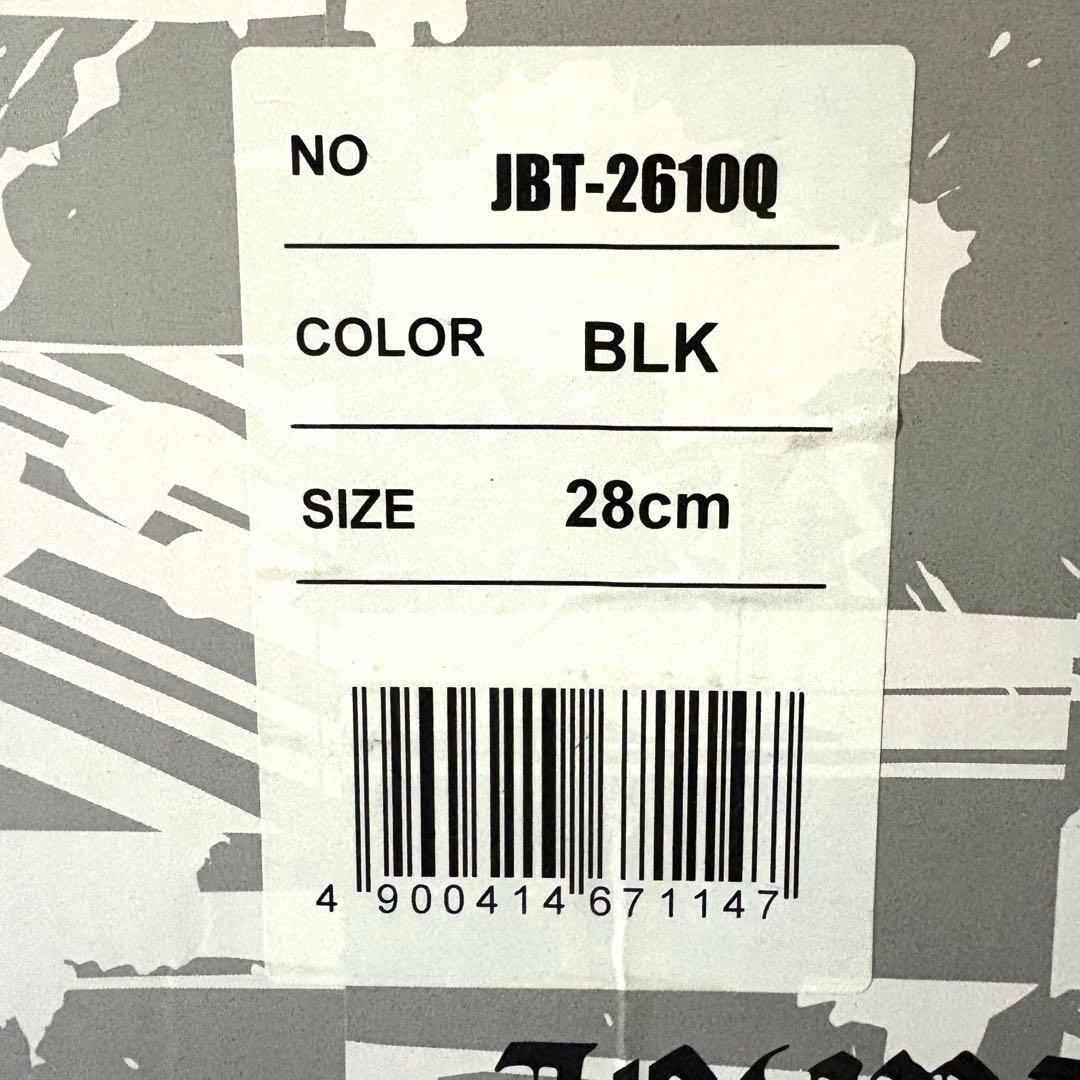 NO JBT-2610Q
COLOR BLK
SIZE 28cm
4 900414 671147